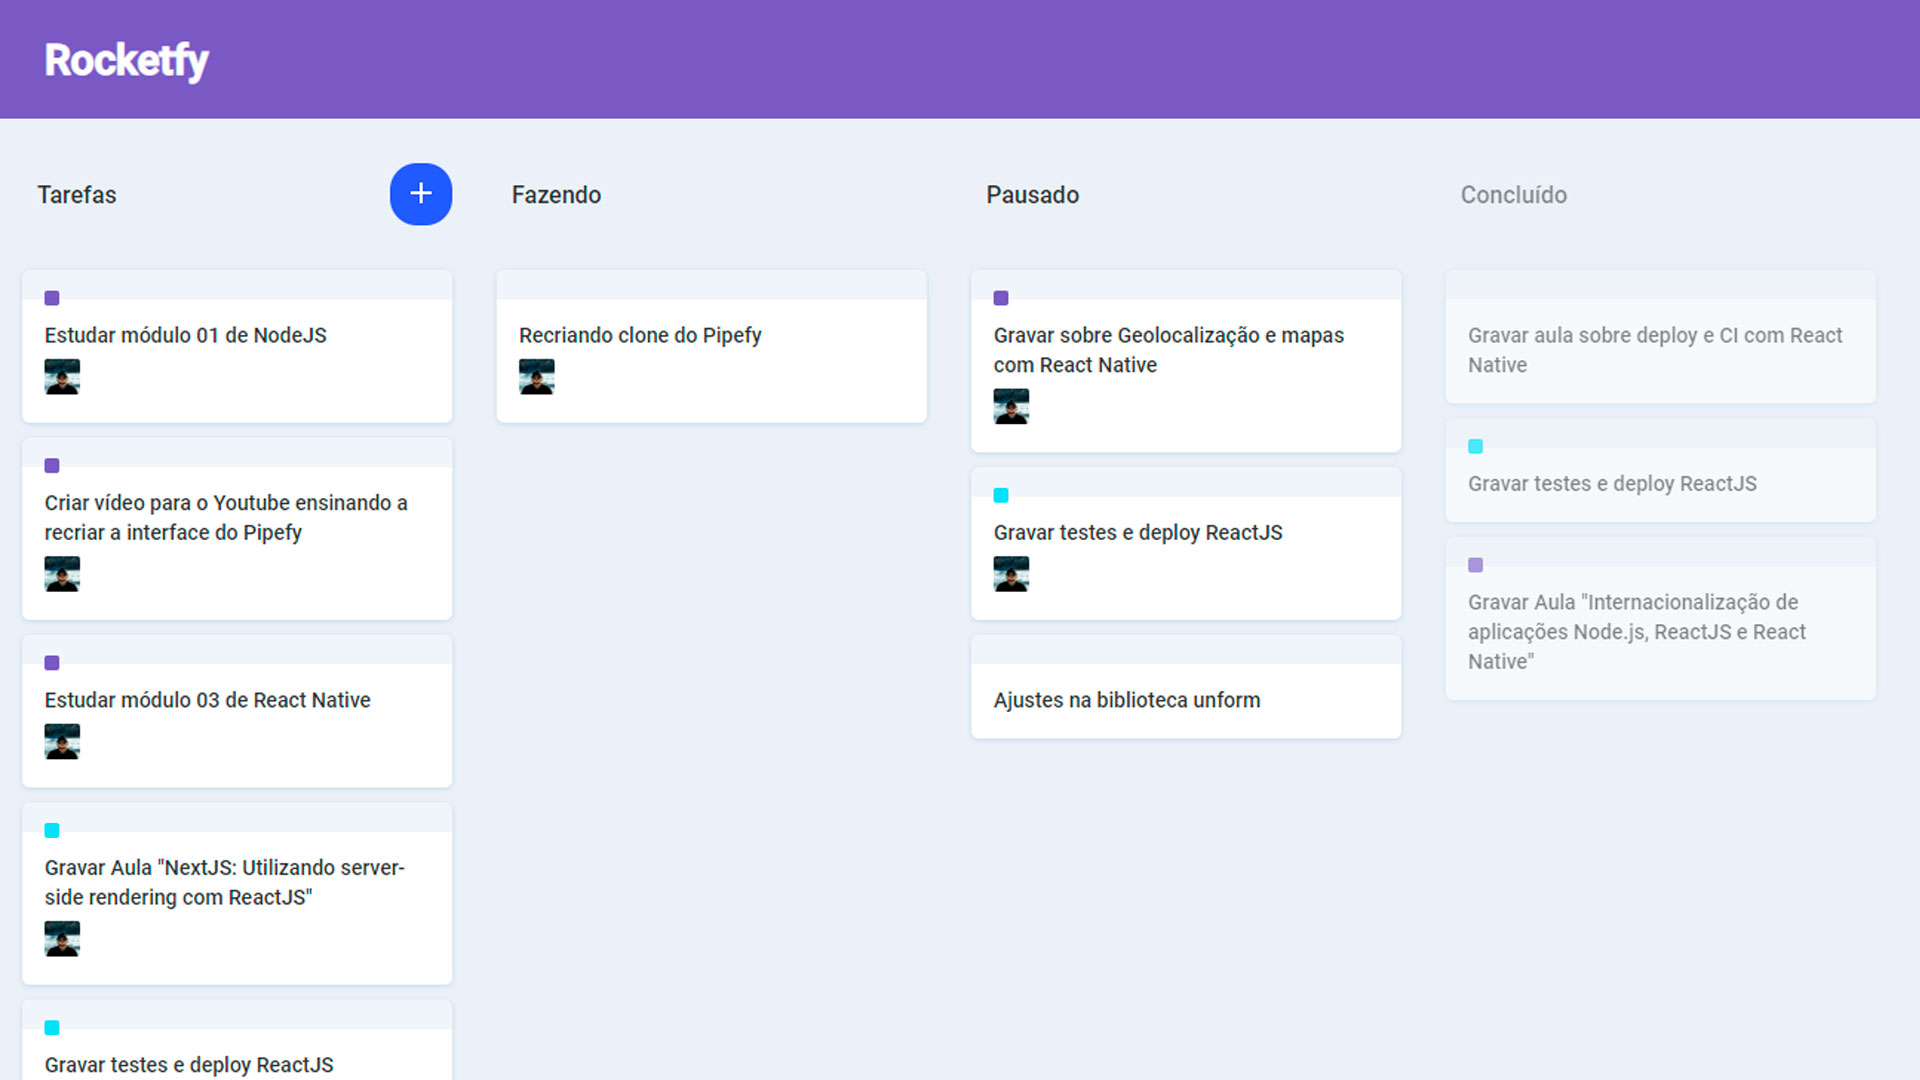 Rocketfy
Tarefas
Estudar módulo 01 de NodeJS
Criar vídeo para o Youtube ensinando a
recriar a interface do Pipefy
Estudar módulo 03 de React Native
Gravar Aula "NextJS: Utilizando server-
side rendering com ReactJS"
Gravar testes e deploy ReactJS
Fazendo
Recriando clone do Pipefy
Pausado
Gravar sobre Geolocalização e mapas
com React Native
Gravar testes e deploy ReactJS
Ajustes na biblioteca unform
Concluído
Gravar aula sobre deploy e CI com React
Native
Gravar testes e deploy ReactJS
Gravar Aula "Internacionalização de
aplicações Node.js, ReactJS e React
Native"